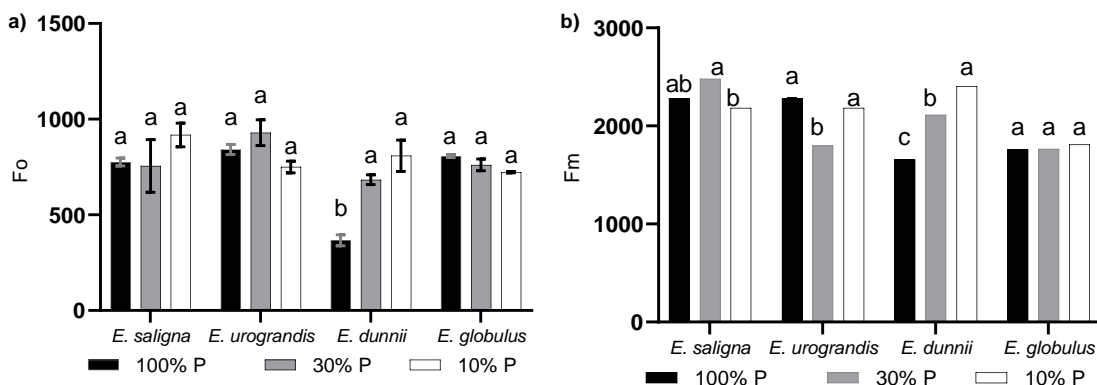 a)
1500
1000
500
0
Fo
a a a
a a a
b a a
a a a
E. saligna E. urograndis E. dunnii E. globulus
100% P 30% P 10% P
b)
3000
2000
1000
0
Fm
ab a b
a b a
c b a
a a a
E. saligna E. urograndis E. dunnii E. globulus
100% P 30% P 10% P